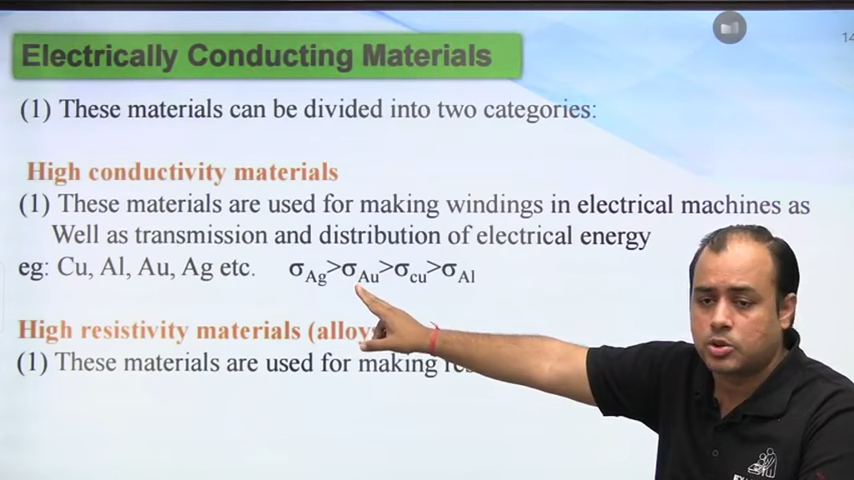 14
Electrically Conducting Materials
(1) These materials can be divided into two categories:
High conductivity materials
(1) These materials are used for making windings in electrical machines as
Well as transmission and distribution of electrical energy
eg: Cu, Al, Au, Ag etc. σAg>σAu>σcu>σAl
High resistivity materials (alloys
(1) These materials are used for making